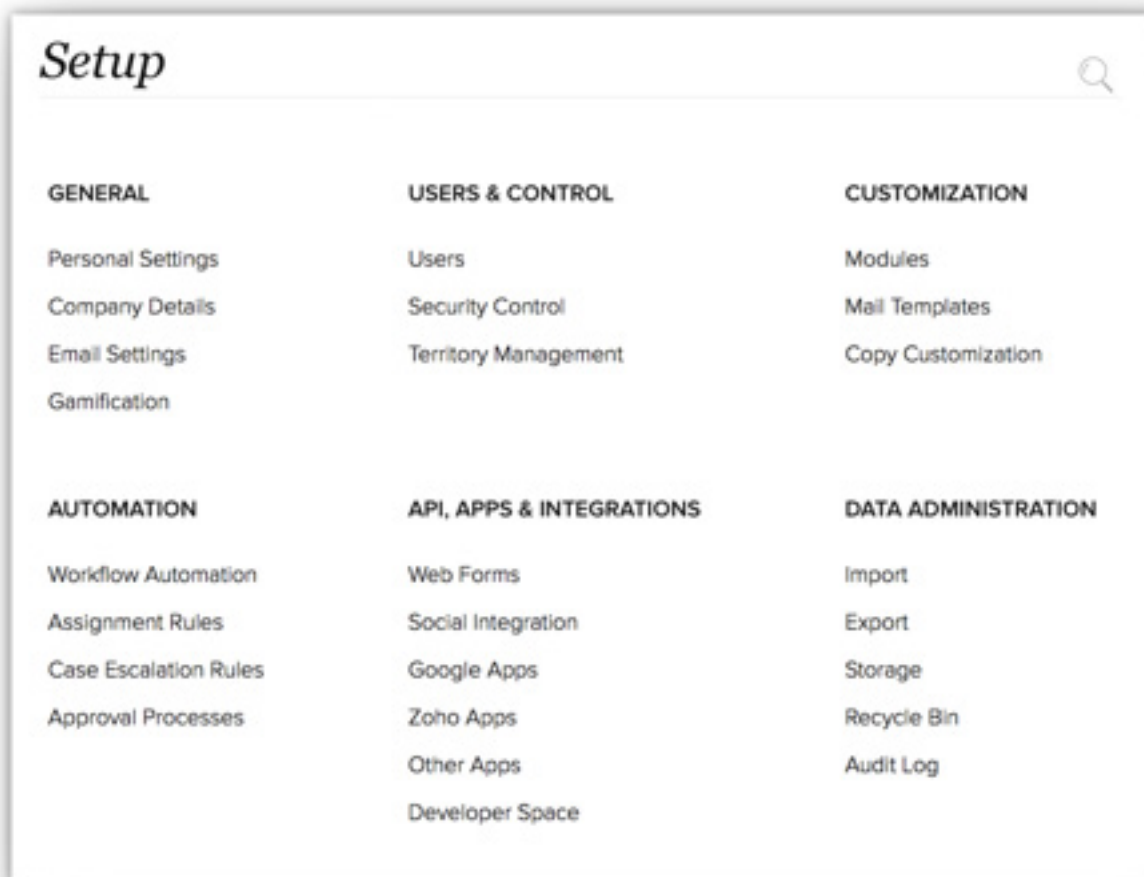 Setup
GENERAL
Personal Settings
Company Details
Email Settings
Gamification
USERS & CONTROL
Users
Security Control
Territory Management
CUSTOMIZATION
Modules
Mail Templates
Copy Customization
AUTOMATION
Workflow Automation
Assignment Rules
Case Escalation Rules
Approval Processes
API, APPS & INTEGRATIONS
Web Forms
Social Integration
Google Apps
Zoho Apps
Other Apps
Developer Space
DATA ADMINISTRATION
Import
Export
Storage
Recycle Bin
Audit Log